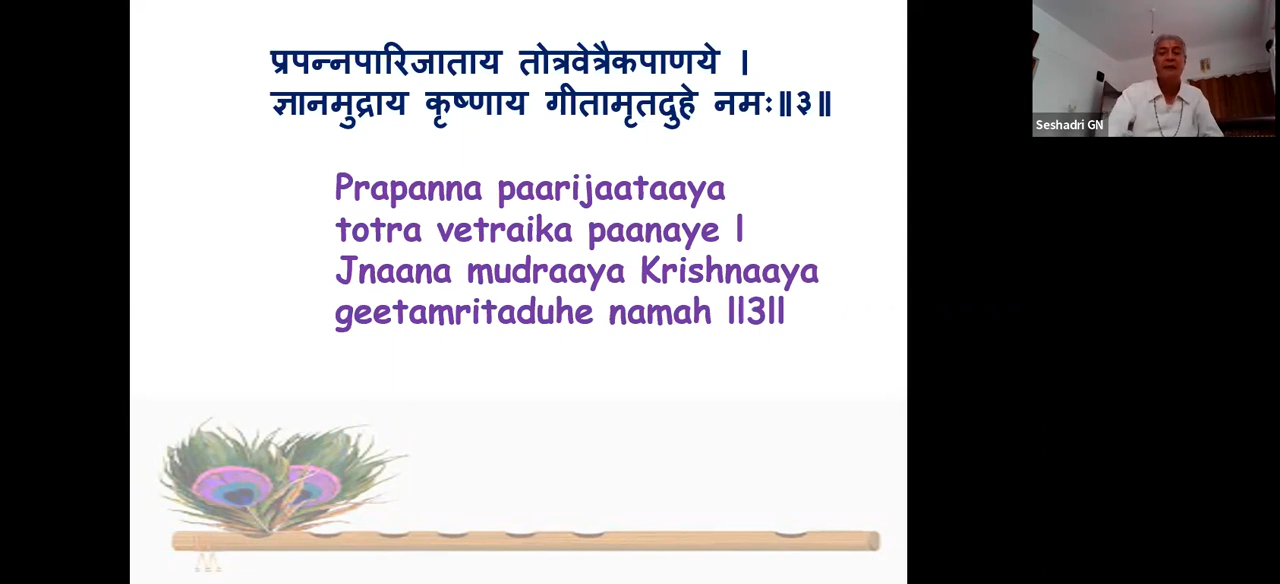 प्रपन्नपारिजाताय तोत्रवेत्रैकपाणये ।
ज्ञानमुद्राय कृष्णाय गीतामृतदुहे नमः॥३॥
Prapanna paarijaataaya
totra vetraika paanaye l
Jnaana mudraaya Krishnaaya
geetamritaduhe namah ll3ll
Seshadri GN